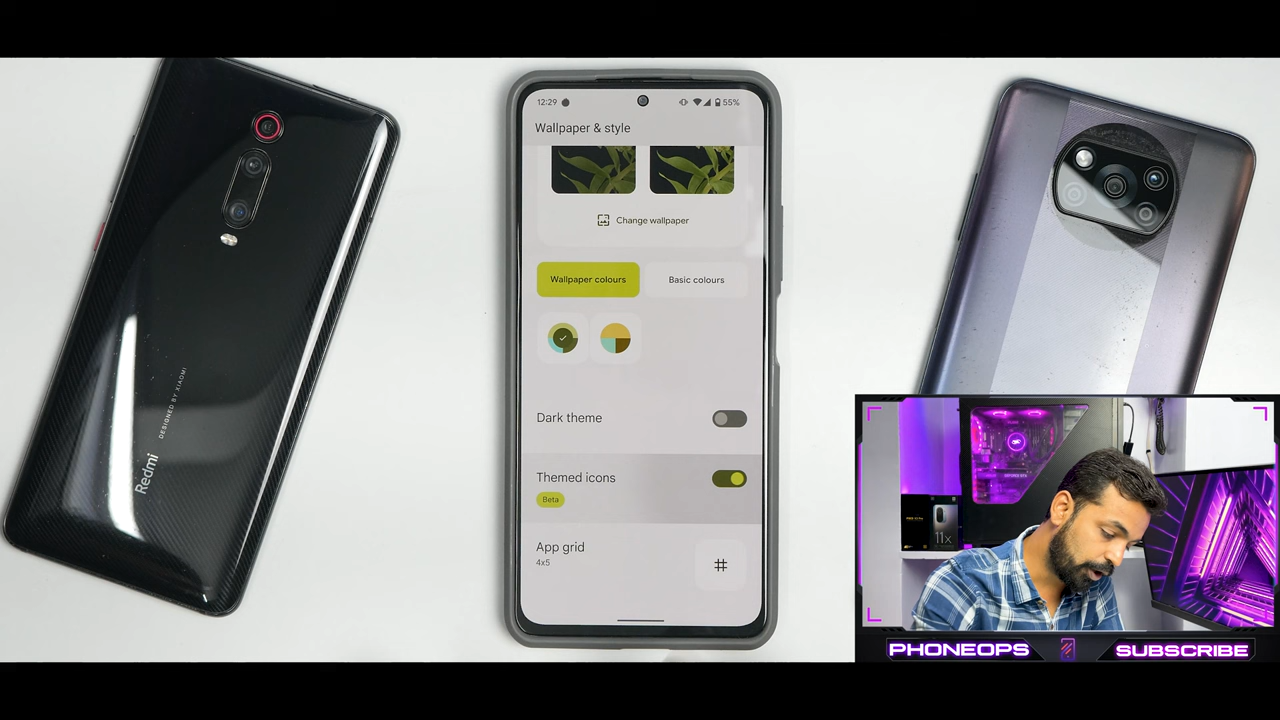 12:29
55%
Wallpaper & style
Change wallpaper
Wallpaper colours
Basic colours
Dark theme
Themed icons
Beta
App grid
4x5
Redmi
DESIGNED BY XIAOMI
11x
PHONEOPS
SUBSCRIBE